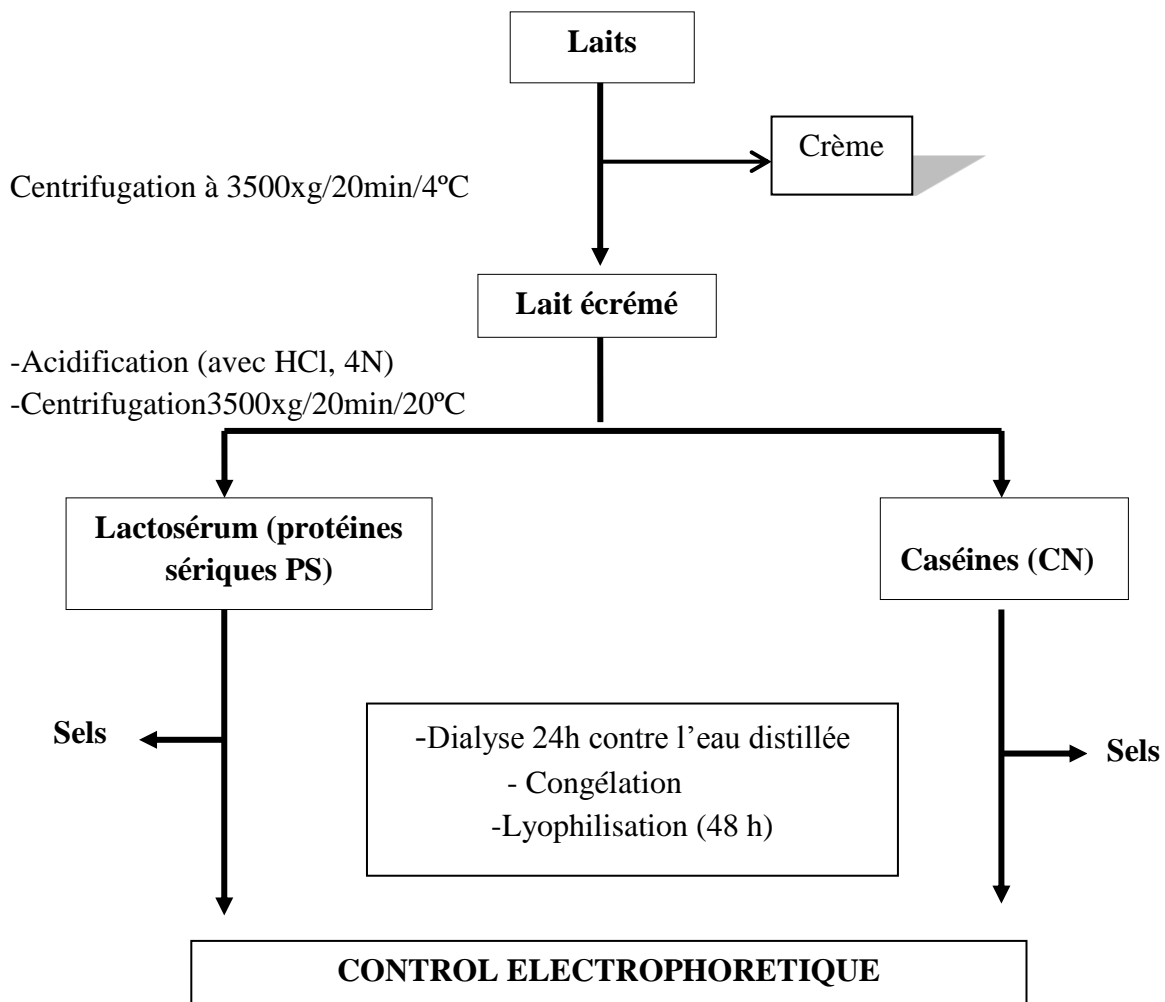 Laits
Crème
Centrifugation à 3500xg/20min/4ºC
Lait écrémé
-Acidification (avec HCl, 4N)
-Centrifugation3500xg/20min/20ºC
Lactosérum (protéines
sériques PS)
Caséines (CN)
Sels
-Dialyse 24h contre l’eau distillée
- Congélation
-Lyophilisation (48 h)
Sels
CONTROL ELECTROPHORETIQUE